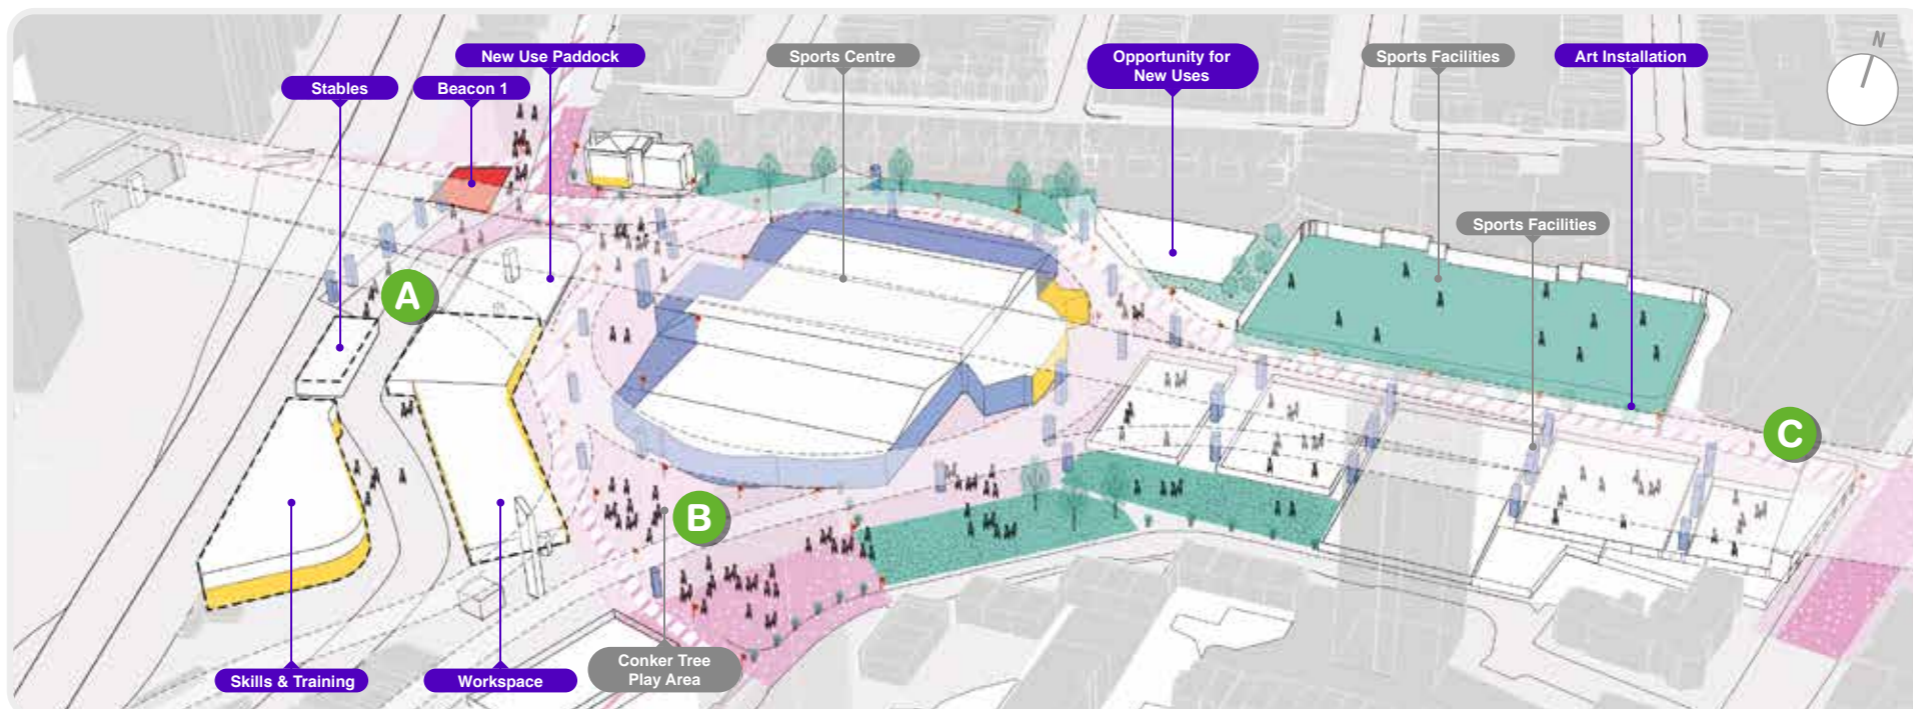 N
New Use Paddock
Sports Centre
Opportunity for
New Uses
Sports Facilities
Art Installation
Stables
Beacon 1
Sports Facilities
A
B
C
Conker Tree
Play Area
Skills & Training
Workspace